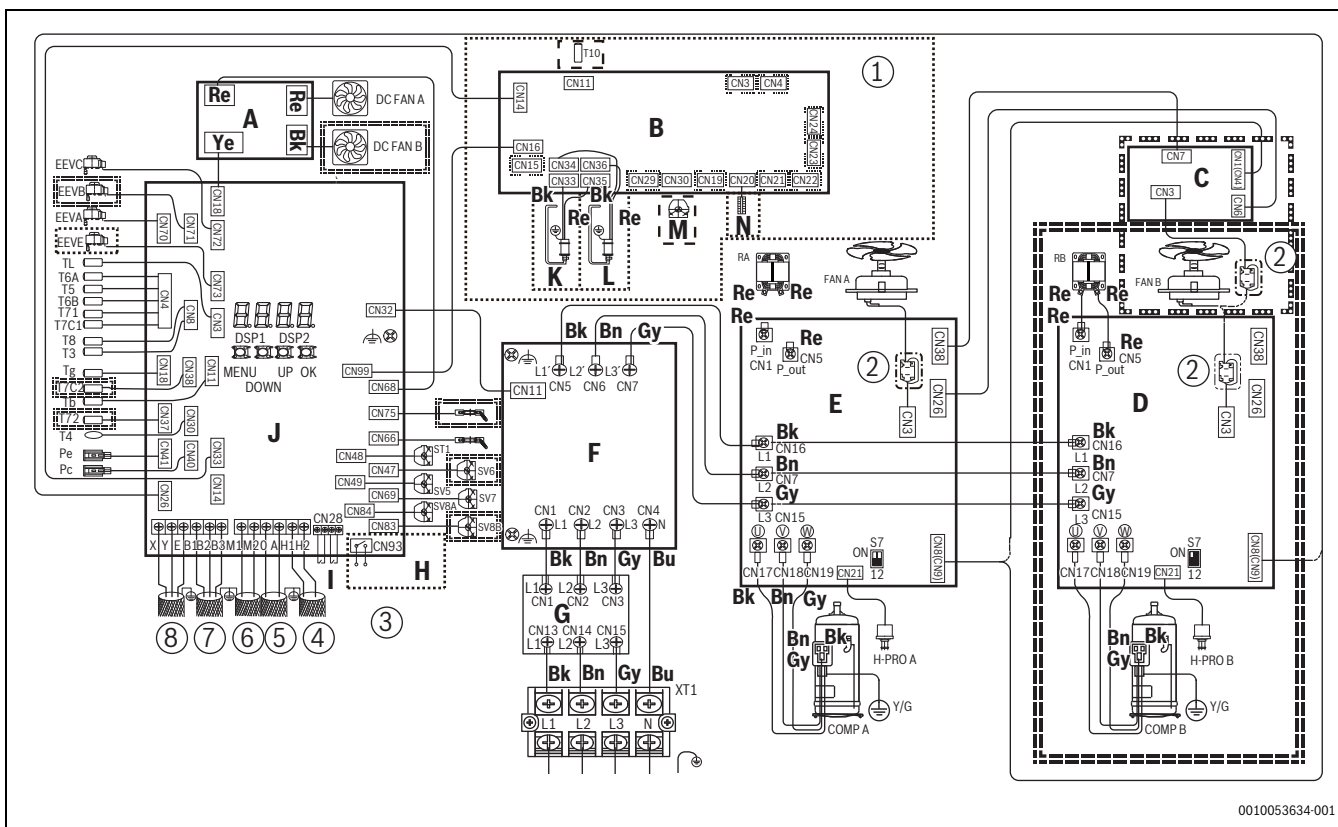 Re
Re
A
Bk
Ye
DC FAN A
DC FAN B
T10
CN11
CN3
CN4
1
CN14
B
CN24
CN23
CN16
CN15
CN34
CN36
CN33
CN35
CN29
CN30
CN19
CN20
CN21
CN22
Bk
Re
Bk
Re
M
N
K
L
CN7
CN1(CN4)
C
CN3
CN6
EEVC
EEVB
EEVA
EEVE
TL
T6A
T5
T6B
T71
T7C1
T8
T3
Tg
T7C2
Tb
T72
T4
Pe
Pc
CN18
CN70
CN71
CN72
CN73
CN4
CN8
CN3
CN18
CN38
CN11
CN37
CN30
CN41
CN40
CN33
CN26
CN14
DSP1
DSP2
MENU
UP
OK
DOWN
J
CN32
CN99
CN68
CN75
CN66
CN48
CN47
CN49
CN69
CN84
CN83
ST1
SV6
SV5
SV7
SV8A
SV8B
CN28
CN93
X Y E B1 B2 B3 M1 M2 O A H1 H2
I
H
3
8
7
6
5
4
Bk
Bn
Gy
L1´
L2´
L3´
CN5
CN6
CN7
CN11
F
CN1
CN2
CN3
CN4
L1
L2
L3
N
Bk
Bn
Gy
Bu
L1
L2
L3
CN1
CN2
CN3
G
CN13
CN14
CN15
L1
L2
L3
Bk
Bn
Gy
Bu
XT1
L1
L2
L3
N
RA
FAN A
Re
Re
Re
P_in
CN1
Re
CN5
P_out
2
CN38
CN26
CN3
E
Bk
CN16
L1
Bn
CN7
L2
Gy
L3
CN15
U
V
W
CN17
CN18
CN19
CN21
S7
ON
12
CN8(CN9)
Bk
Bn
Gy
Bn
Gy
Bk
H-PRO A
Y/G
COMP A
RB
FAN B
2
Re
Re
Re
P_in
CN1
Re
CN5
P_out
2
CN38
CN26
CN3
D
Bk
CN16
L1
Bn
CN7
L2
Gy
CN15
L3
U
V
W
CN17
CN18
CN19
CN21
S7
ON
12
CN8(CN9)
Bn
Gy
Bk
H-PRO B
Y/G
COMP B
0010053634-001